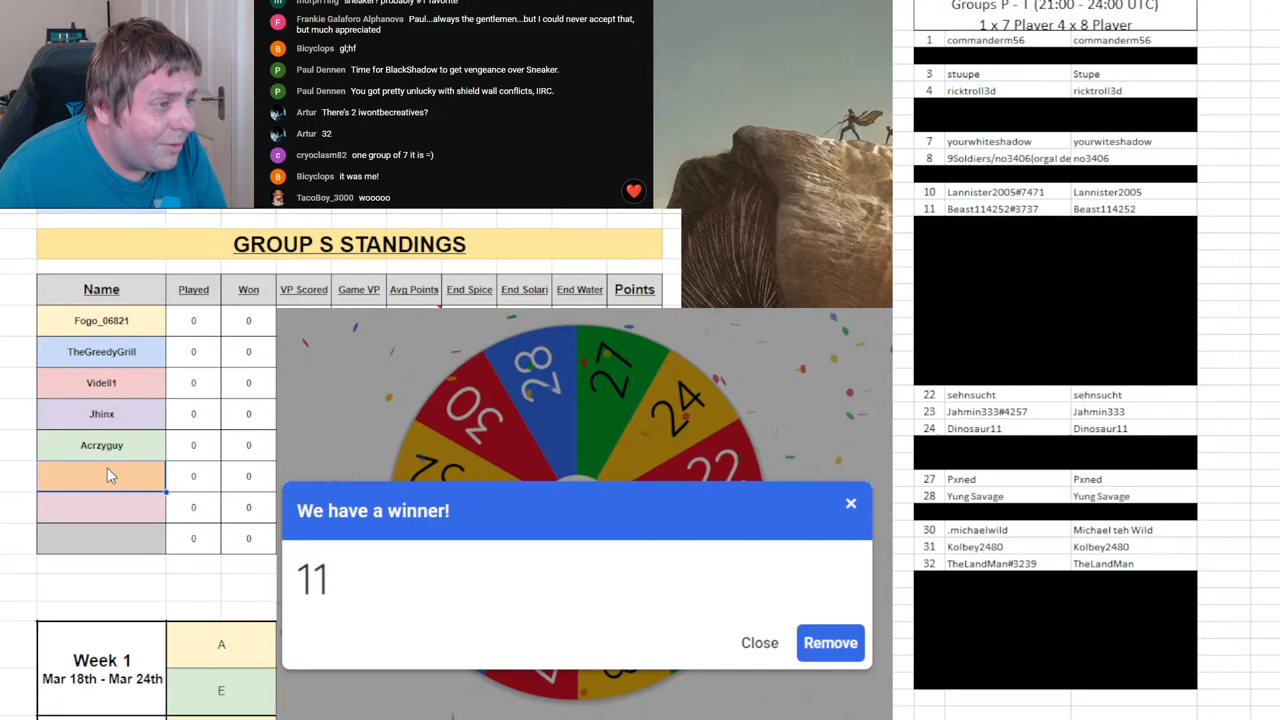 Frankie Galaforo Alphanova Paul...always the gentlemen...but I could never accept that,
but much appreciated
Bicyclops gl;hf
Paul Dennen Time for BlackShadow to get vengeance over Sneaker.
Paul Dennen You got pretty unlucky with shield wall conflicts, IIRC.
Artur There's 2 iwontbecreatives?
Artur 32
cryoclasm82 one group of 7 it is =)
Bicyclops it was me!
TacoBoy_3000 wooooo
GROUP S STANDINGS
Name Played Won VP Scored Game VP Avg Points End Spice End Solari End Water Points
Fogo_06821 0 0
TheGreedyGrill 0 0
Videll1 0 0
Jhinx 0 0
Acrzyguy 0 0
0 0
0 0
0 0
Week 1
Mar 18th - Mar 24th
A
E
30
28
27
24
22
We have a winner!
11
Close Remove
Groups P - T (21:00 - 24:00 UTC)
1 x 7 Player 4 x 8 Player
1 commanderm56 commanderm56
3 stuupe Stupe
4 ricktroll3d ricktroll3d
7 yourwhiteshadow yourwiteshadow
8 9Soldiers/no3406(orgal de no3406
10 Lannister2005#7471 Lannister2005
11 Beast114252#3737 Beast114252
22 sehnsucht sehnsucht
23 Jahmin333#4257 Jahmin333
24 Dinosaur11 Dinosaur11
27 Pxned Pxned
28 Yung Savage Yung Savage
30 .michaelwild Michael teh Wild
31 Kolbey2480 Kolbey2480
32 TheLandMan#3239 TheLandMan